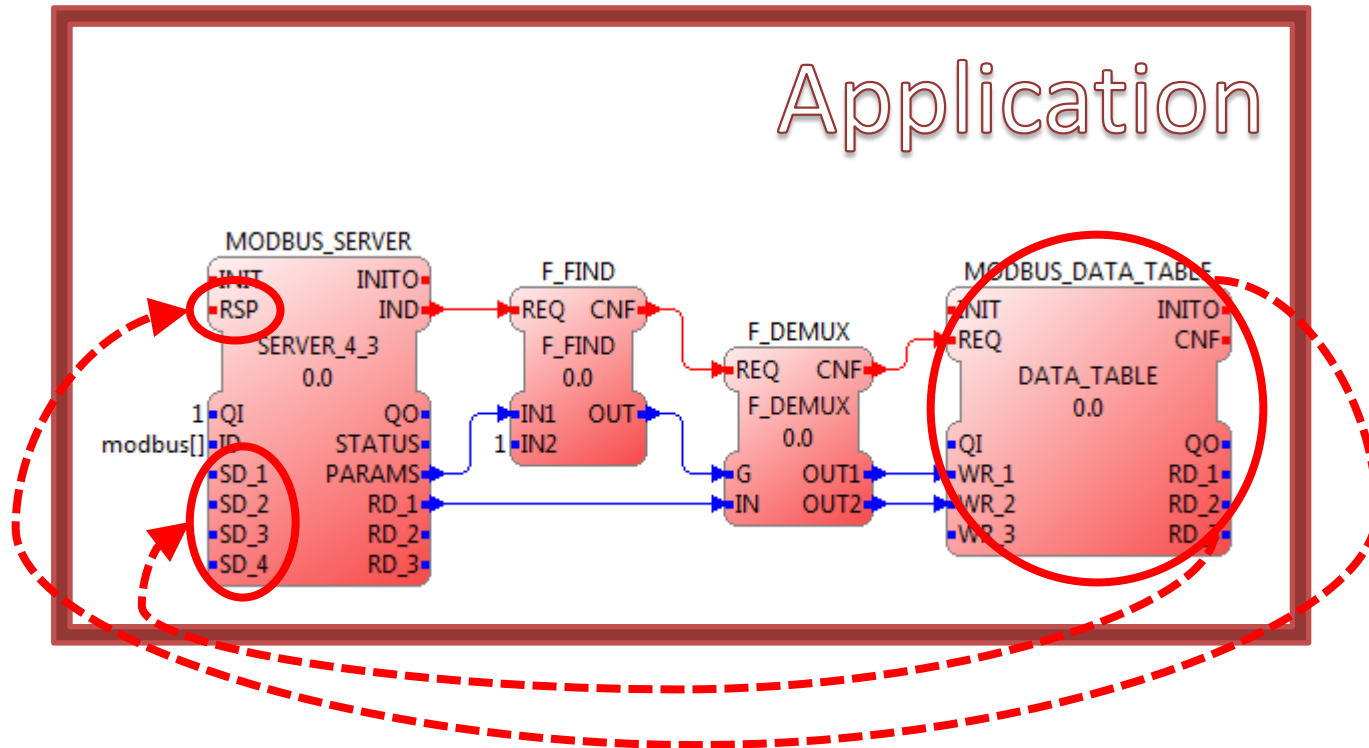 Application
MODBUS_SERVER
INIT INITO
RSP IND
SERVER_4_3
0.0
1 QI QO
modbus[] ID STATUS
SD_1 PARAMS
SD_2 RD_1
SD_3 RD_2
SD_4 RD_3
F_FIND
REQ CNF
F_FIND
0.0
IN1 OUT
1 IN2
F_DEMUX
REQ CNF
F_DEMUX
0.0
G OUT1
IN OUT2
MODBUS_DATA_TABLE
INIT INITO
REQ CNF
DATA_TABLE
0.0
QI QO
WR_1 RD_1
WR_2 RD_2
WR_3 RD_3